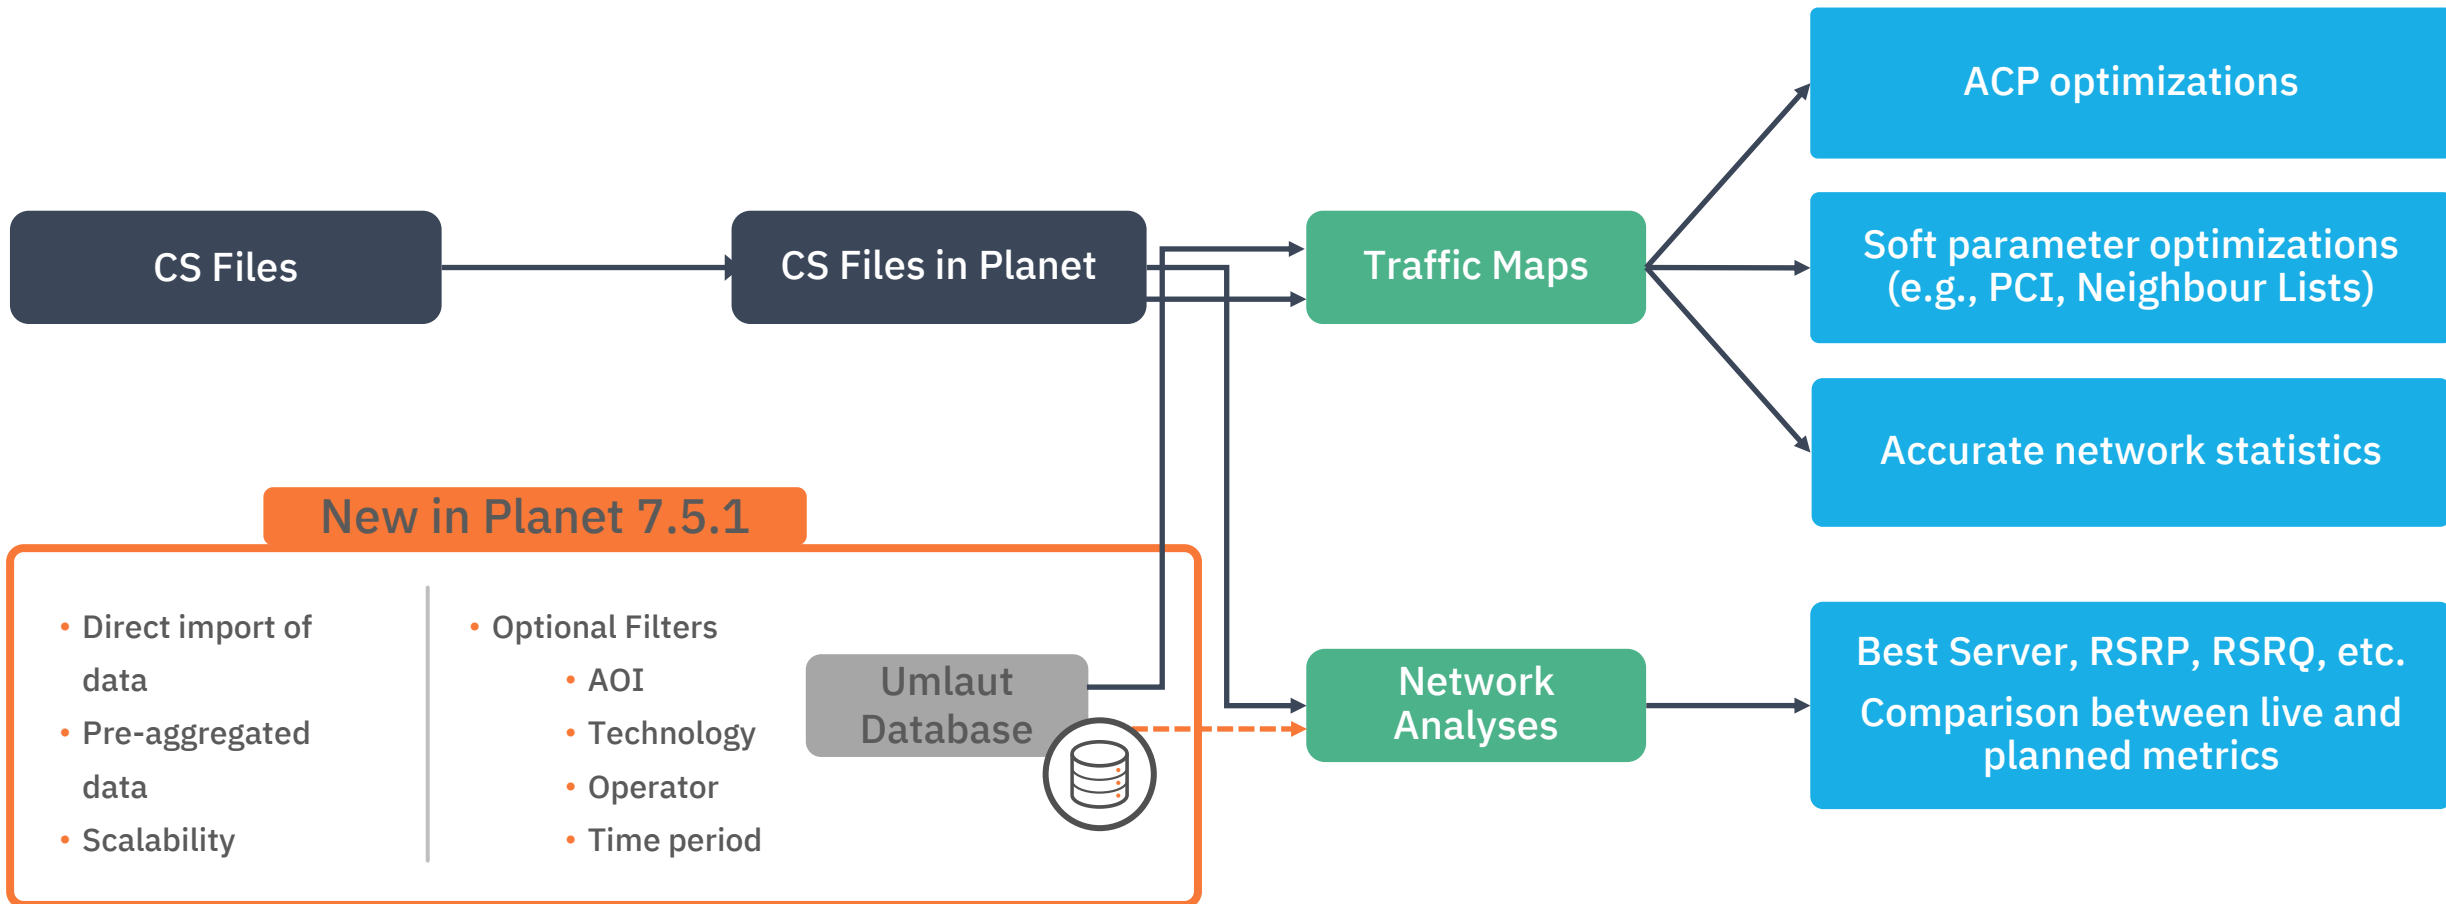 ACP optimizations
CS Files
CS Files in Planet
Traffic Maps
Soft parameter optimizations
(e.g., PCI, Neighbour Lists)
Accurate network statistics
New in Planet 7.5.1
• Direct import of
data
• Pre-aggregated
data
• Scalability
• Optional Filters
• AOI
• Technology
• Operator
• Time period
Umlaut
Database
Network
Analyses
Best Server, RSRP, RSRQ, etc.
Comparison between live and
planned metrics